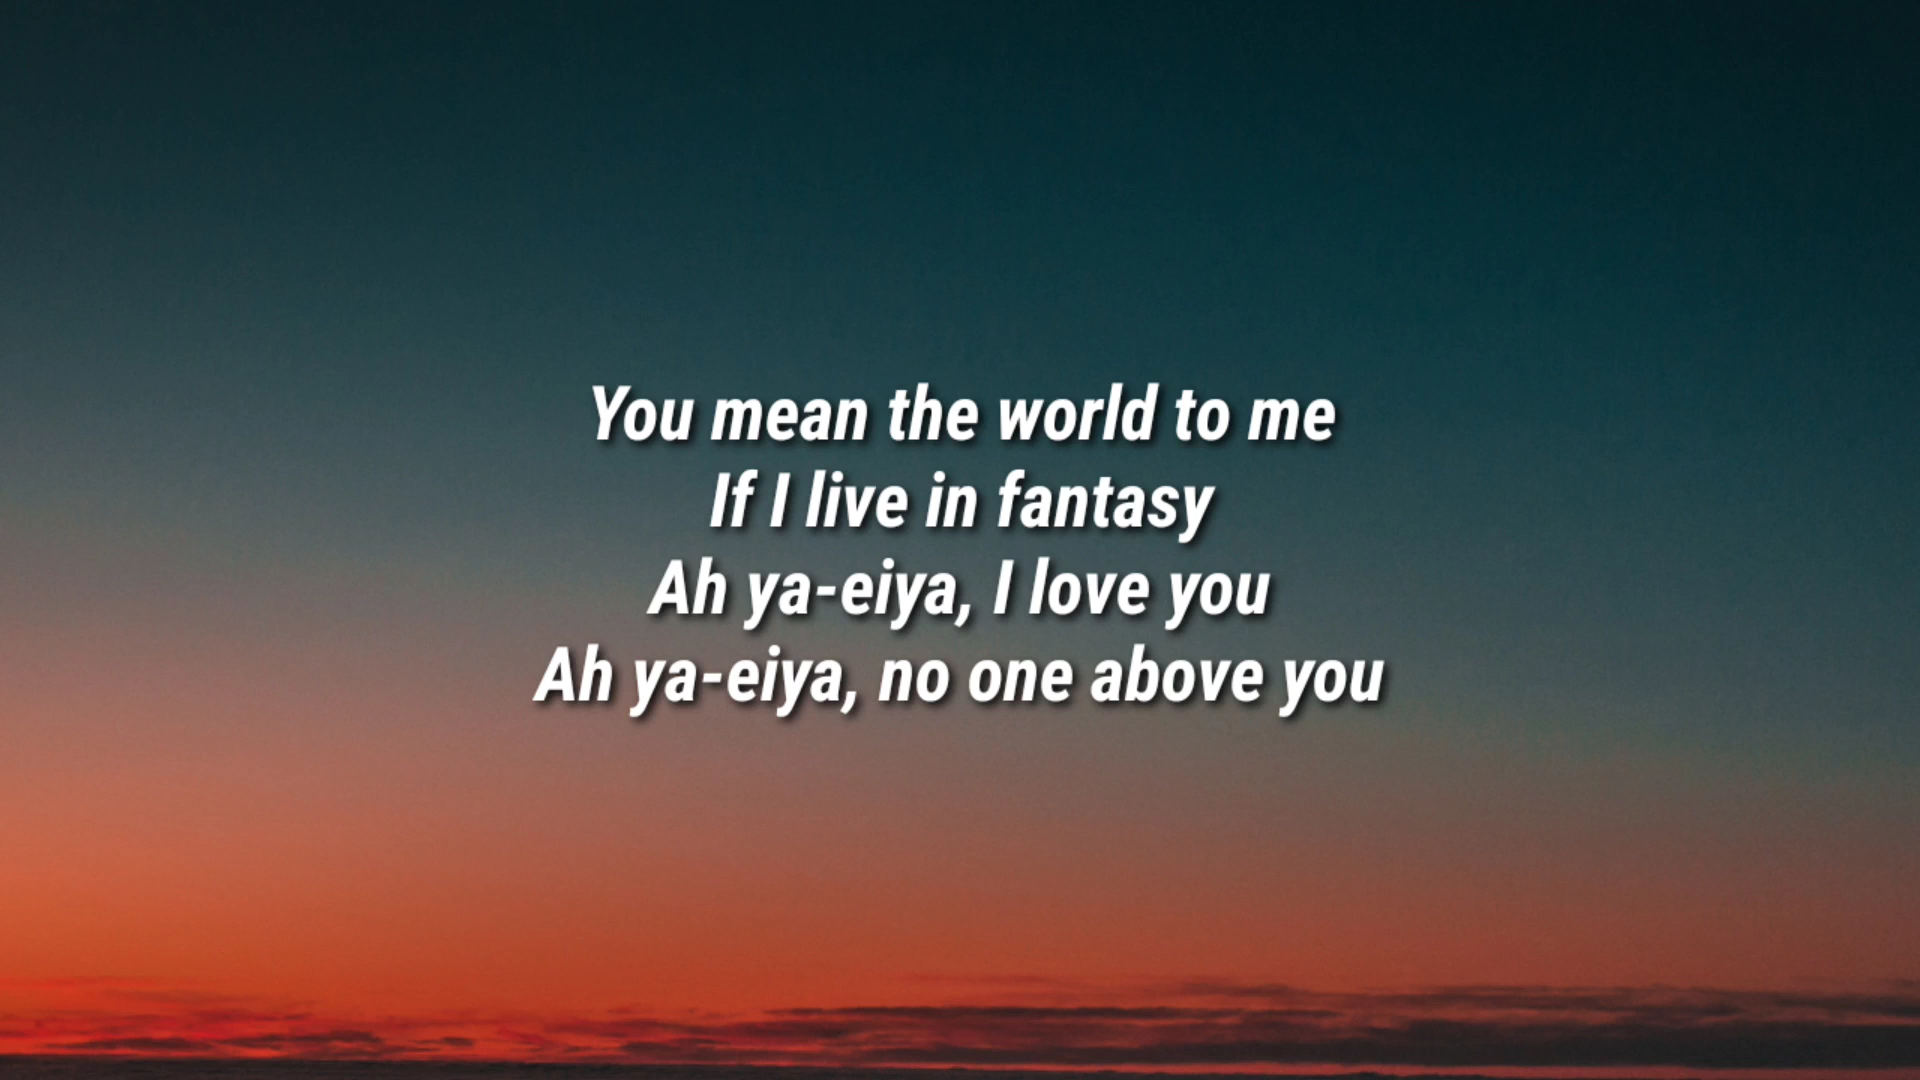 You mean the world to me
If I live in fantasy
Ah ya-eiya, I love you
Ah ya-eiya, no one above you